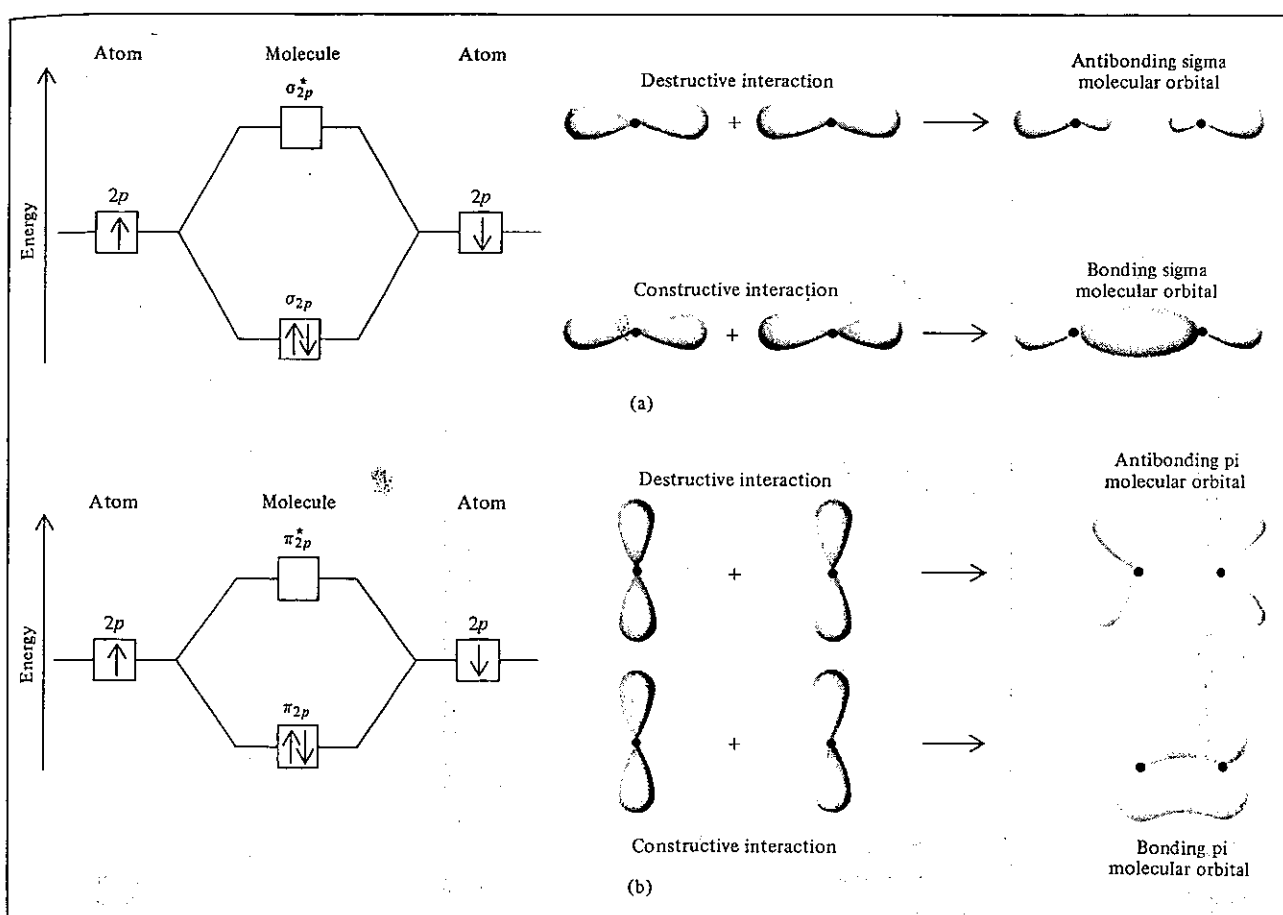 Atom Molecule Atom
σ*2p
2p 2p
σ2p
Energy
Destructive interaction
+
Antibonding sigma
molecular orbital
Constructive interaction
+
Bonding sigma
molecular orbital
(a)
Atom Molecule Atom
π*2p
2p 2p
π2p
Energy
Destructive interaction
+
Antibonding pi
molecular orbital
+
Constructive interaction
Bonding pi
molecular orbital
(b)